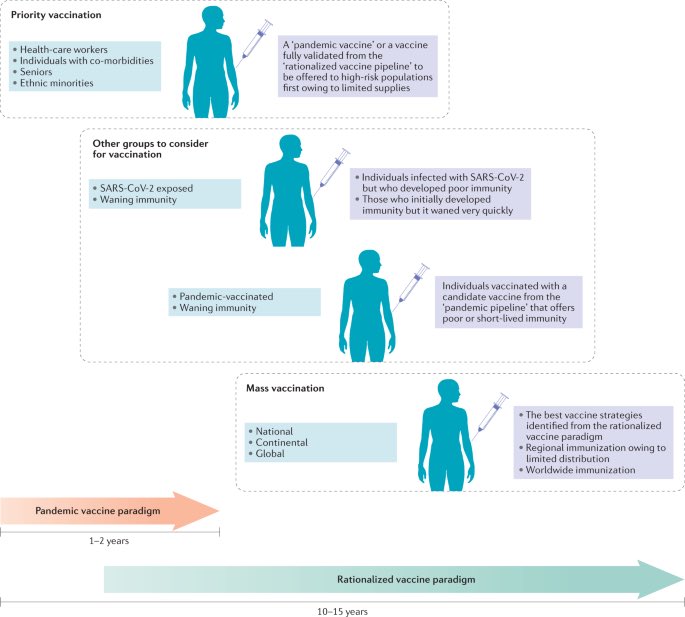 Priority vaccination
• Health-care workers
• Individuals with co-morbidities
• Seniors
• Ethnic minorities
A ‘pandemic vaccine’ or a vaccine
fully validated from the
‘rationalized vaccine pipeline’ to
be offered to high-risk populations
first owing to limited supplies
Other groups to consider
for vaccination
• SARS-CoV-2 exposed
• Waning immunity
• Individuals infected with SARS-CoV-2
but who developed poor immunity
• Those who initially developed
immunity but it waned very quickly
• Pandemic-vaccinated
• Waning immunity
Individuals vaccinated with a
candidate vaccine from the
‘pandemic pipeline’ that offers
poor or short-lived immunity
Mass vaccination
• National
• Continental
• Global
• The best vaccine strategies
identified from the rationalized
vaccine paradigm
• Regional immunization owing to
limited distribution
• Worldwide immunization
Pandemic vaccine paradigm
1–2 years
Rationalized vaccine paradigm
10–15 years